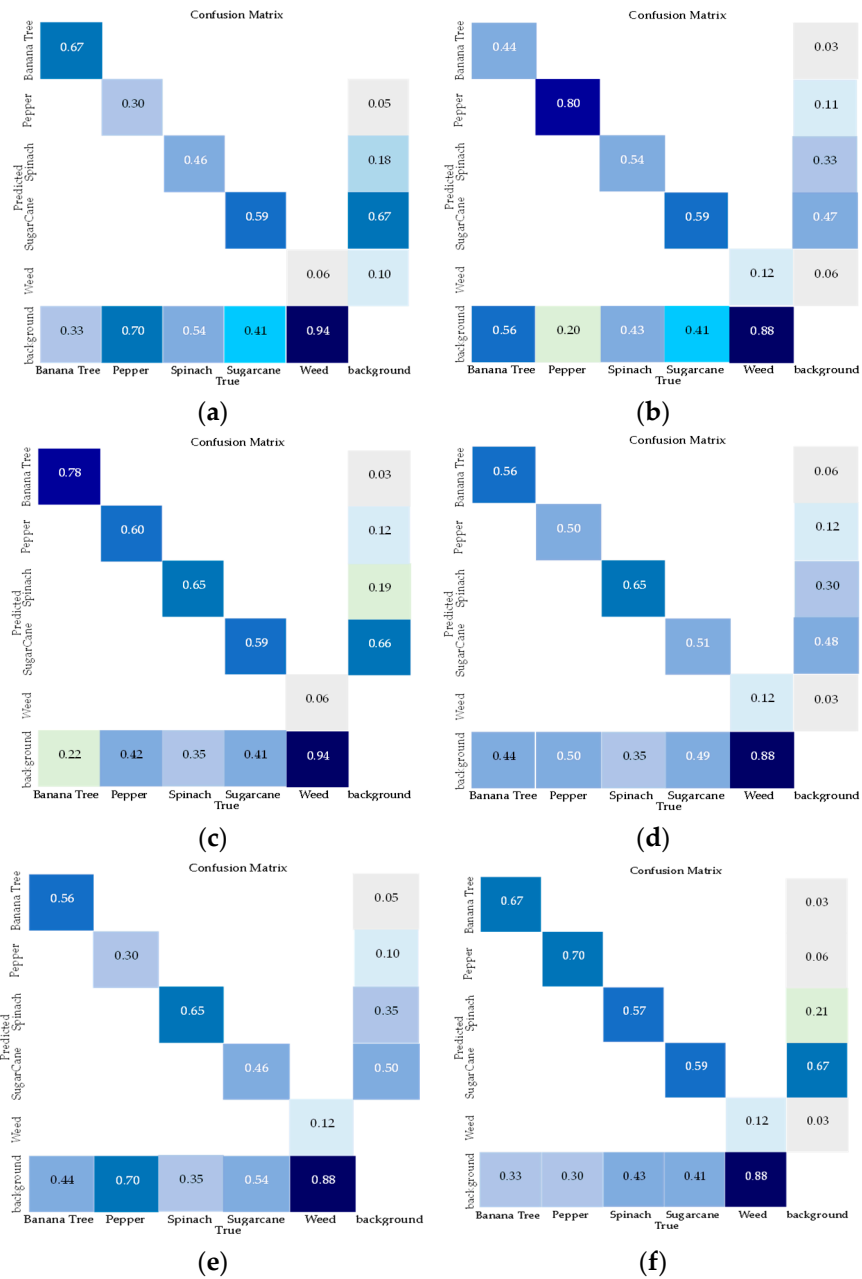 Confusion Matrix
Banana Tree
0.67
Pepper
0.30
0.05
Predicted
Spinach
0.46
0.18
SugarCane
0.59
0.67
Weed
0.06
0.10
background
0.33
0.70
0.54
0.41
0.94
Banana Tree Pepper Spinach Sugarcane Weed background
True
(a)
Confusion Matrix
Banana Tree
0.44
0.03
Pepper
0.80
0.11
Predicted
Spinach
0.54
0.33
SugarCane
0.59
0.47
Weed
0.12
0.06
background
0.56
0.20
0.43
0.41
0.88
Banana Tree Pepper Spinach Sugarcane Weed background
True
(b)
Confusion Matrix
Banana Tree
0.78
0.03
Pepper
0.60
0.12
Predicted
Spinach
0.65
0.19
SugarCane
0.59
0.66
Weed
0.06
background
0.22
0.42
0.35
0.41
0.94
Banana Tree Pepper Spinach Sugarcane Weed background
True
(c)
Confusion Matrix
Banana Tree
0.56
0.06
Pepper
0.50
0.12
Predicted
Spinach
0.65
0.30
SugarCane
0.51
0.48
Weed
0.12
0.03
background
0.44
0.50
0.35
0.49
0.88
Banana Tree Pepper Spinach Sugarcane Weed background
True
(d)
Confusion Matrix
Banana Tree
0.56
0.05
Pepper
0.30
0.10
Predicted
Spinach
0.65
0.35
SugarCane
0.46
0.50
Weed
0.12
background
0.44
0.70
0.35
0.54
0.88
Banana Tree Pepper Spinach Sugarcane Weed background
True
(e)
Confusion Matrix
Banana Tree
0.67
0.03
Pepper
0.70
0.06
Predicted
Spinach
0.57
0.21
SugarCane
0.59
0.67
Weed
0.12
0.03
background
0.33
0.30
0.43
0.41
0.88
Banana Tree Pepper Spinach Sugarcane Weed background
True
(f)